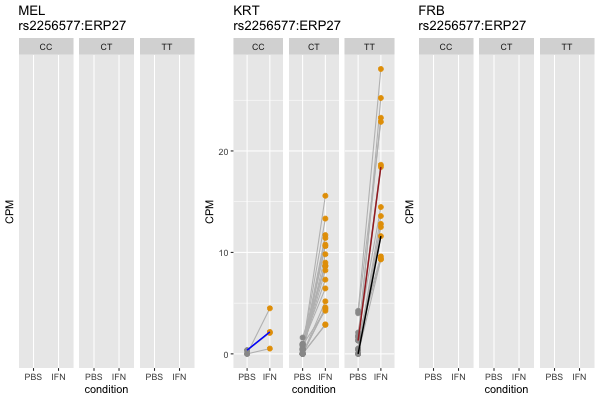 MEL
rs2256577:ERP27
CC CT TT
CPM
PBS IFN PBS IFN PBS IFN
condition
KRT
rs2256577:ERP27
CC CT TT
CPM
20
10
0
PBS IFN PBS IFN PBS IFN
condition
FRB
rs2256577:ERP27
CC CT TT
CPM
PBS IFN PBS IFN PBS IFN
condition